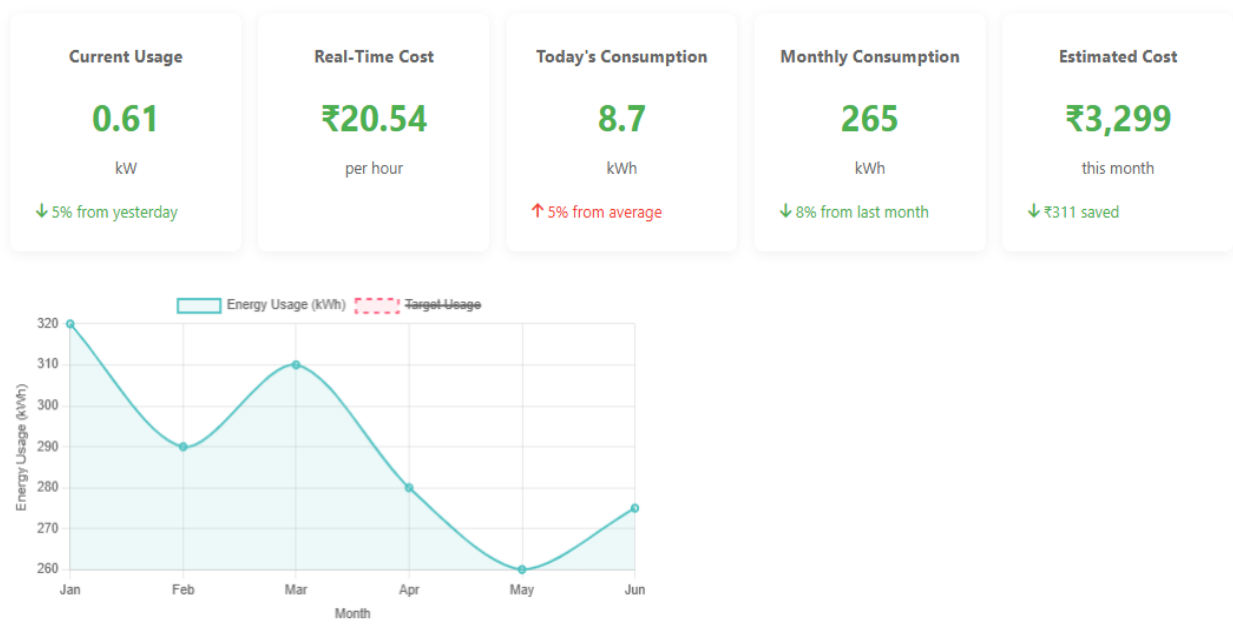 Current Usage
0.61
kW
↓ 5% from yesterday
Real-Time Cost
₹20.54
per hour
Today's Consumption
8.7
kWh
↑ 5% from average
Monthly Consumption
265
kWh
↓ 8% from last month
Estimated Cost
₹3,299
this month
↓ ₹311 saved
Energy Usage (kWh)
Target Usage
Energy Usage (kWh)
320
310
300
290
280
270
260
Jan
Feb
Mar
Apr
May
Jun
Month